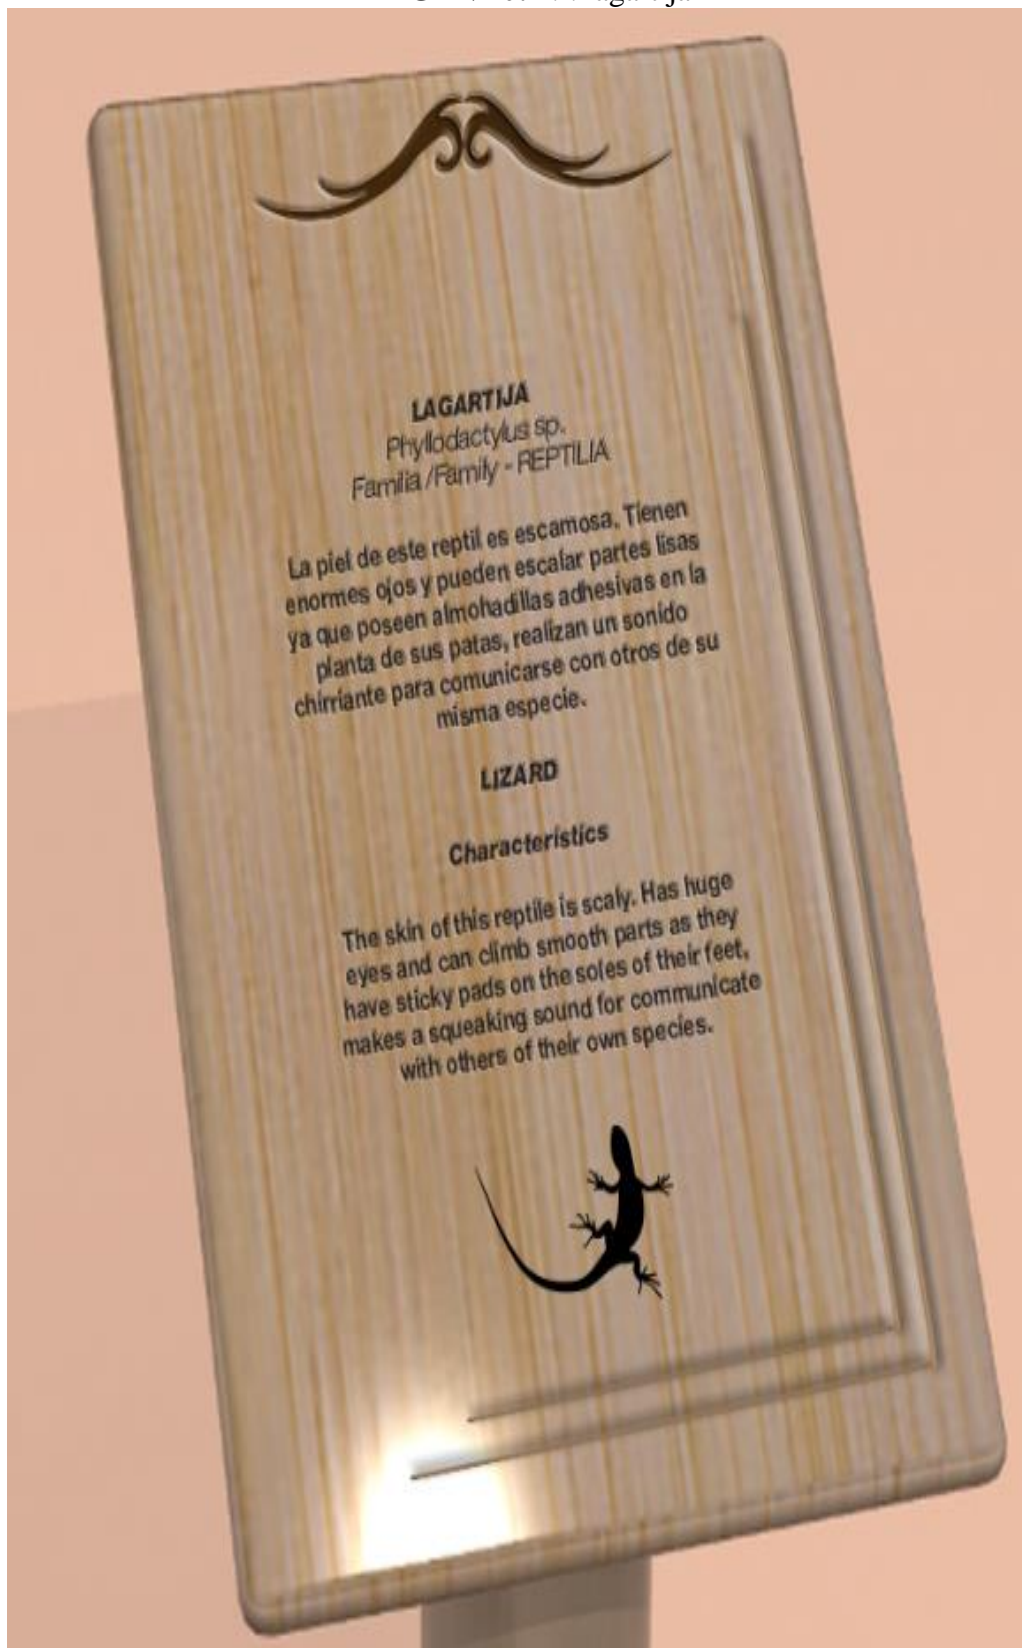 LAGARTIJA
Phyllodactylus sp.
Familia /Family - REPTILIA
La piel de este reptil es escamosa. Tienen
enormes ojos y pueden escalar partes lisas
ya que poseen almohadillas adhesivas en la
planta de sus patas, realizan un sonido
chirriante para comunicarse con otros de su
misma especie.
LIZARD
Characteristics
The skin of this reptile is scaly. Has huge
eyes and can climb smooth parts as they
have sticky pads on the soles of their feet,
makes a squeaking sound for communicate
with others of their own species.